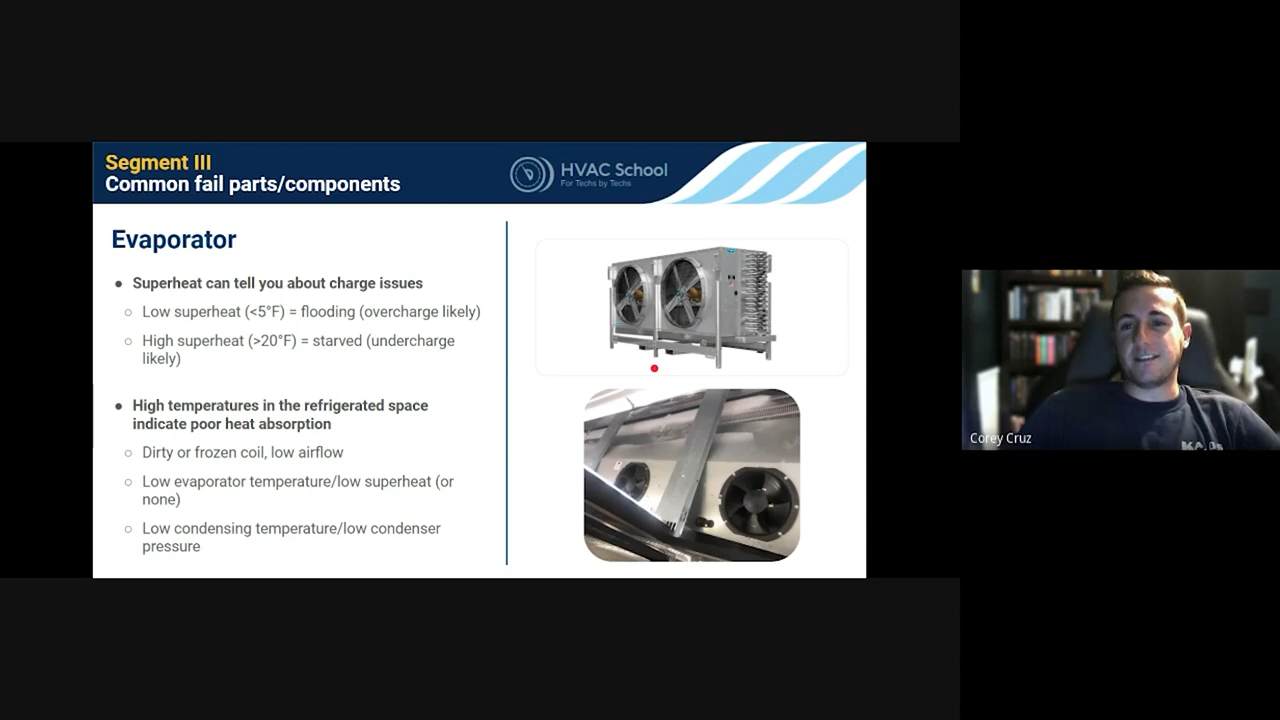 Segment III
Common fail parts/components
HVAC School
For Techs by Techs
Evaporator
● Superheat can tell you about charge issues
○ Low superheat (<5°F) = flooding (overcharge likely)
○ High superheat (>20°F) = starved (undercharge
likely)
● High temperatures in the refrigerated space
indicate poor heat absorption
○ Dirty or frozen coil, low airflow
○ Low evaporator temperature/low superheat (or
none)
○ Low condensing temperature/low condenser
pressure
Corey Cruz